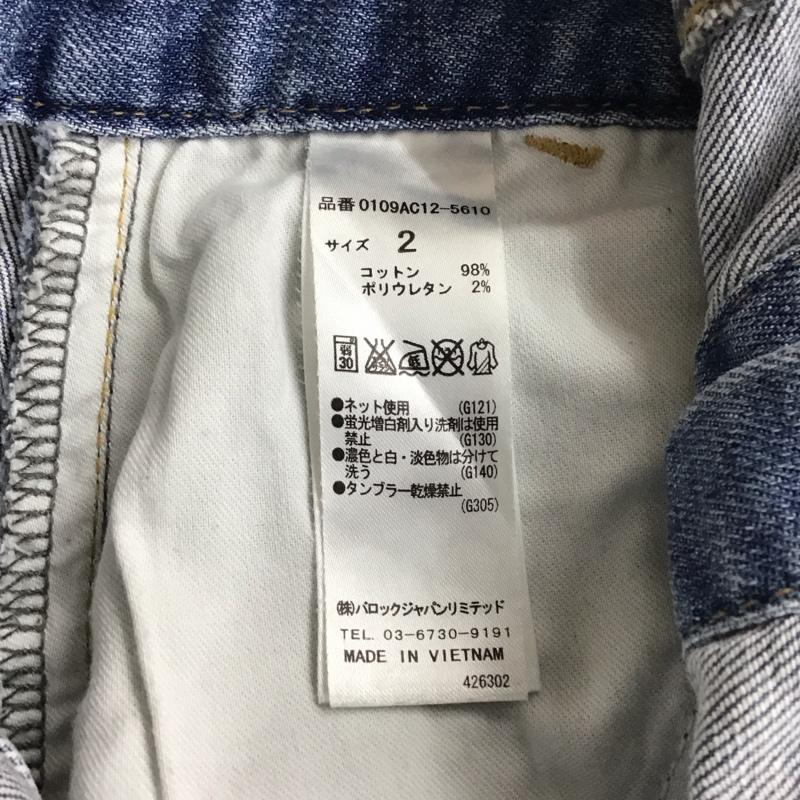 品番 0109AC12-5610
サイズ 2
コットン 98%
ポリウレタン 2%
弱
30
低
●ネット使用 (G121)
●蛍光増白剤入り洗剤は使用
禁止 (G130)
●濃色と白・淡色物は分けて
洗う (G140)
●タンブラー乾燥禁止
(G305)
㈱バロックジャパンリミテッド
TEL. 03-6730-9191
MADE IN VIETNAM
426302